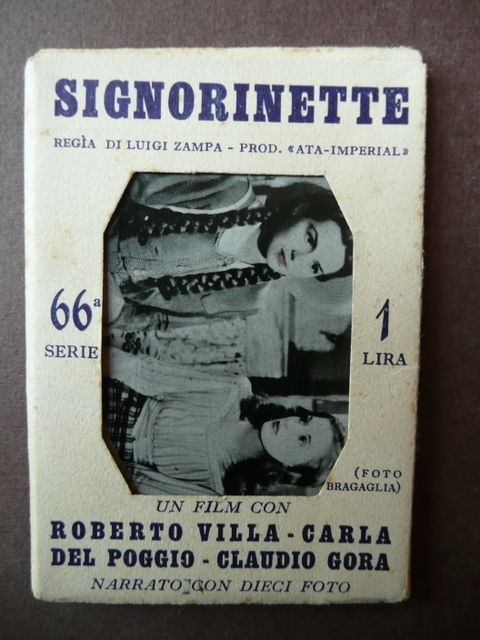 SIGNORINETTE
REGÌA DI LUIGI ZAMPA - PROD. «ATA-IMPERIAL»
66ª
SERIE
1
LIRA
(FOTO
BRAGAGLIA)
UN FILM CON
ROBERTO VILLA - CARLA
DEL POGGIO - CLAUDIO GORA
NARRATO CON DIECI FOTO